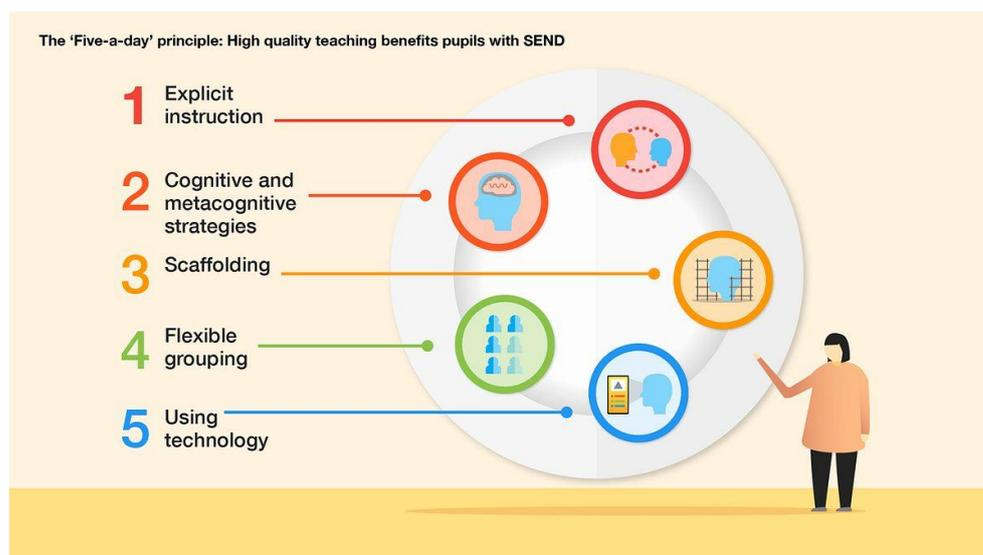 The ‘Five-a-day’ principle: High quality teaching benefits pupils with SEND
1
Explicit
instruction
2
Cognitive and
metacognitive
strategies
3
Scaffolding
4
Flexible
grouping
5
Using
technology